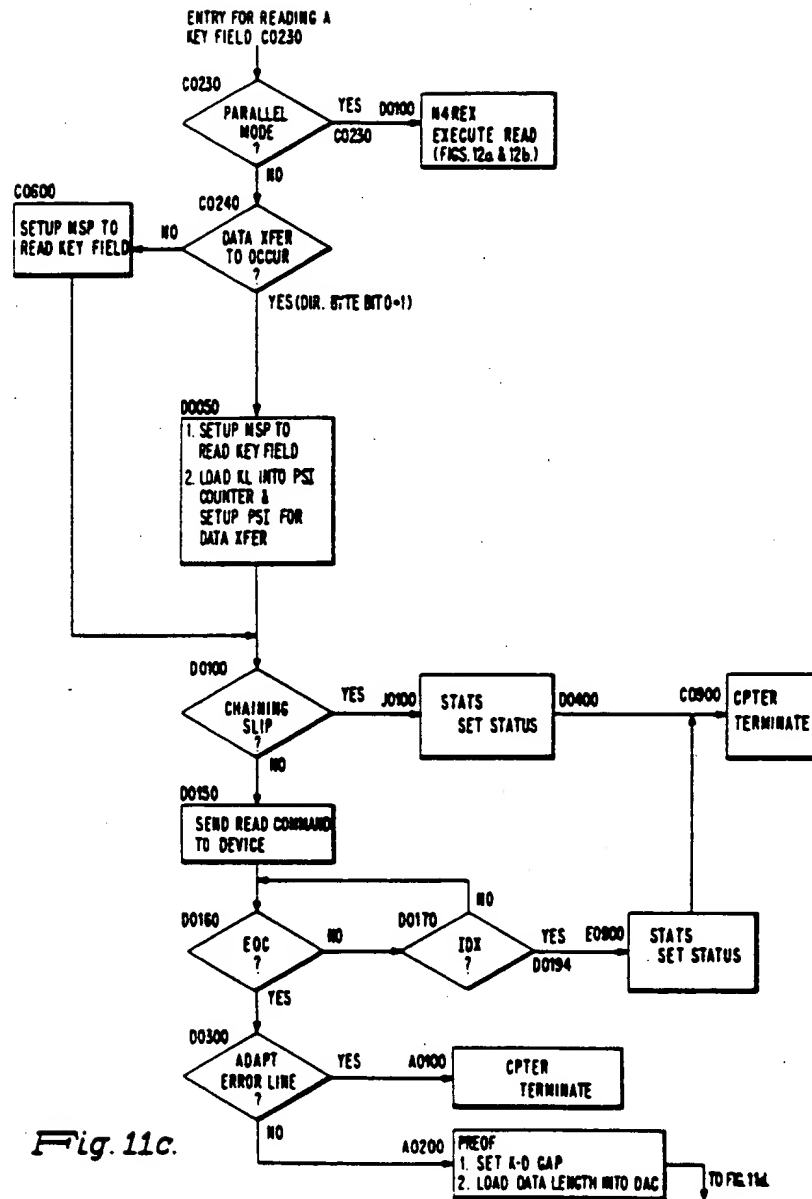 ENTRY FOR READING A
KEY FIELD C0230
C0230
PARALLEL
MODE
?
YES
C0230
D0100
N4REX
EXECUTE READ
(FIGS. 12a & 12b.)
NO
C0240
DATA XFER
TO OCCUR
?
NO
C0600
SETUP MSP TO
READ KEY FIELD
YES (DIR. BYTE BIT 0=1)
D0050
1. SETUP MSP TO
READ KEY FIELD
2. LOAD KL INTO PSI
COUNTER &
SETUP PSI FOR
DATA XFER
D0100
CHAINING
SLIP
?
YES
J0100
STATS
SET STATUS
D0400
C0900
CPTER
TERMINATE
NO
D0150
SEND READ COMMAND
TO DEVICE
D0160
EOC
?
NO
D0170
IDX
?
NO
YES
D0194
E0800
STATS
SET STATUS
YES
D0300
ADAPT
ERROR LINE
?
YES
A0100
CPTER
TERMINATE
NO
A0200
PREOF
1. SET K-D GAP
2. LOAD DATA LENGTH INTO DAC
TO FIG. 11d.
Fig. 11c.